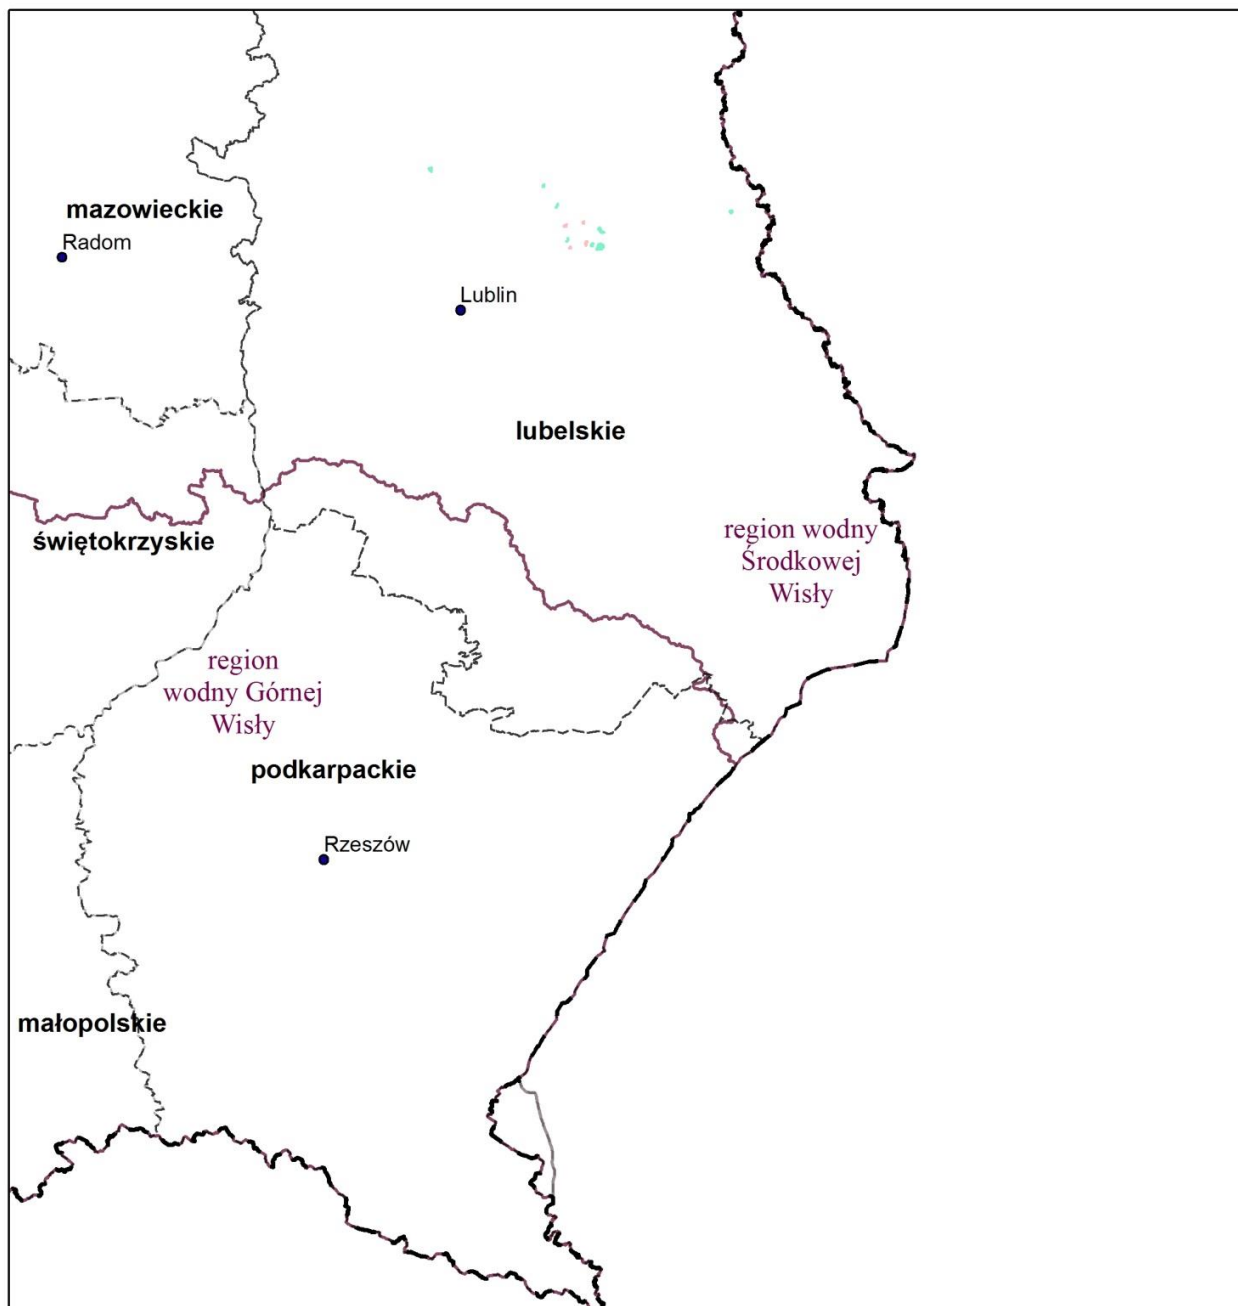 mazowieckie
Radom
Lublin
lubelskie
region wodny
Środkowej
Wisły
świętokrzyskie
region
wodny Górnej
Wisły
podkarpackie
Rzeszów
małopolskie